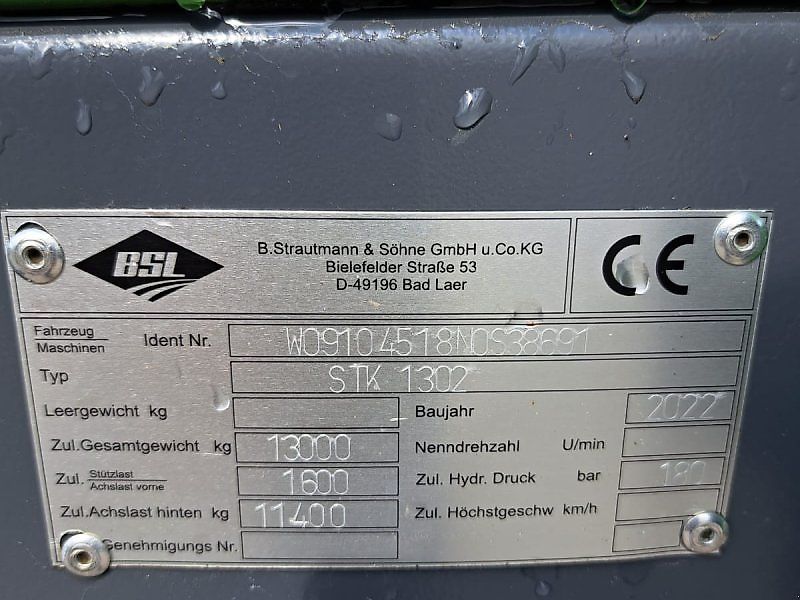 BSL
B.Strautmann & Söhne GmbH u.Co.KG
Bielefelder Straße 53
D-49196 Bad Laer
CE
Fahrzeug
Maschinen
Ident Nr. W09104518N0S38691
Typ STK 1302
Leergewicht kg
Baujahr 2022
Zul.Gesamtgewicht kg 13000
Nenndrehzahl U/min
Zul. Stützlast
Achslast vorne 1600
Zul. Hydr. Druck bar 180
Zul.Achslast hinten kg 11400
Zul. Höchstgeschw km/h
Genehmigungs Nr.